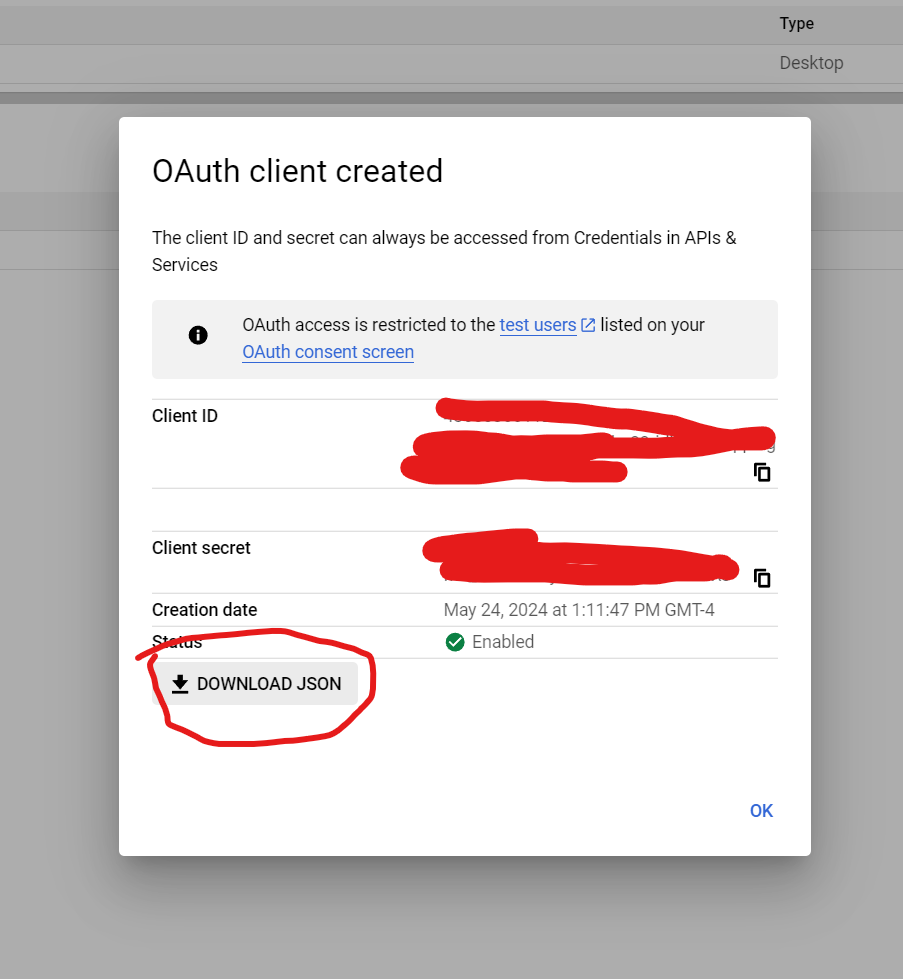 Type
Desktop
OAuth client created
The client ID and secret can always be accessed from Credentials in APIs &
Services
OAuth access is restricted to the test users listed on your
OAuth consent screen
Client ID
Client secret
Creation date
May 24, 2024 at 1:11:47 PM GMT-4
Status
Enabled
DOWNLOAD JSON
OK